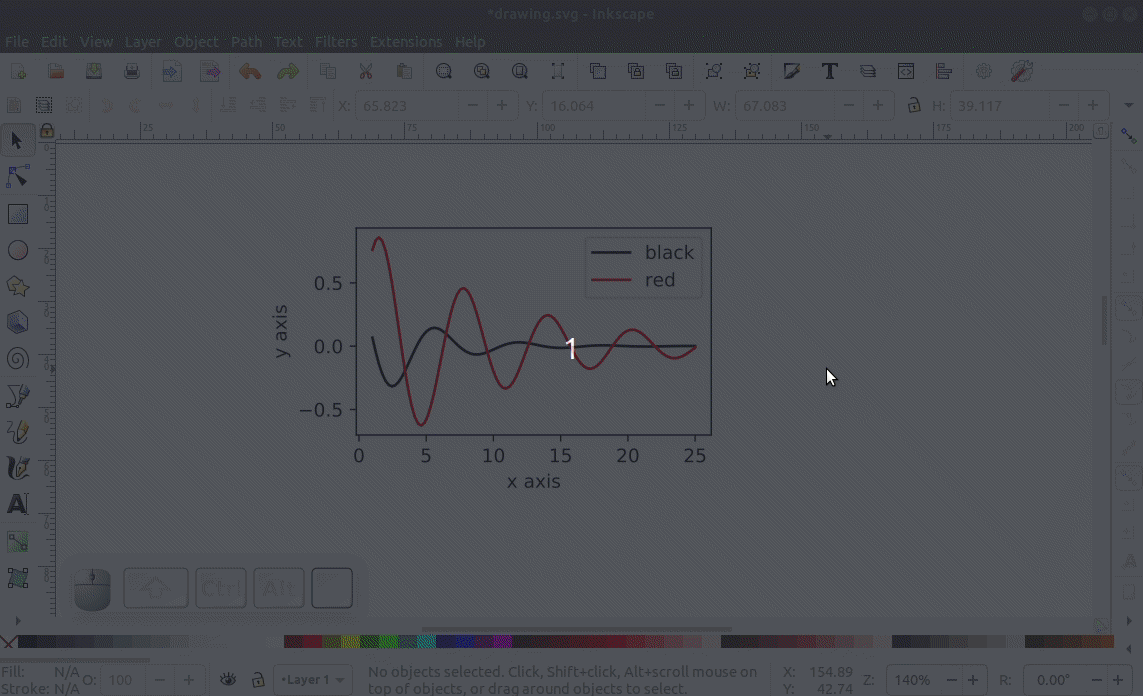 *drawing.svg - Inkscape
File Edit View Layer Object Path Text Filters Extensions Help
X: 65.823 Y: 16.064 W: 67.083 H: 39.117
25 50 75 100 125 150 175 200
black
red
0.5
0.0
−0.5
y axis
1
0 5 10 15 20 25
x axis
Ctrl Alt
Fill: N/A
Stroke: N/A
O: 100
•Layer 1
No objects selected. Click, Shift+click, Alt+scroll mouse on
top of objects, or drag around objects to select.
X: 154.89
Y: 42.74
Z: 140%
R: 0.00°